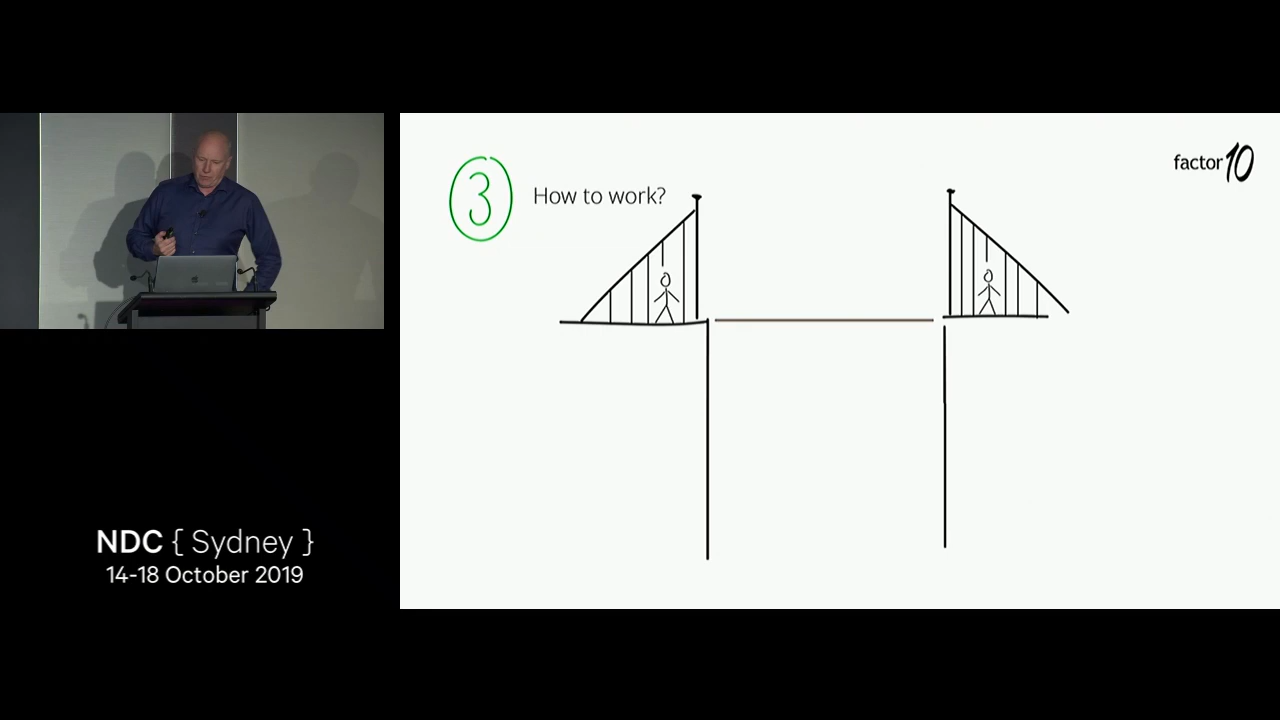 3 How to work?
factor10
NDC { Sydney }
14-18 October 2019